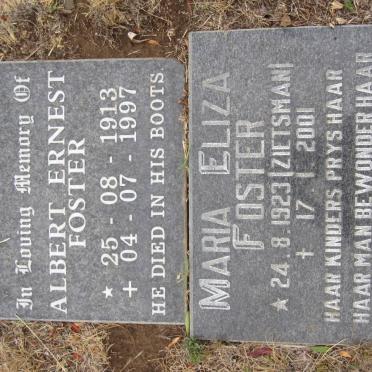 In Loving Memory Of
ALBERT ERNEST
FOSTER
★ 25 - 08 - 1913
+ 04 - 07 - 1997
HE DIED IN HIS BOOTS
MARIA ELIZA
FOSTER
★ 24.8.1923 (ZIETSMAN)
+ 17 . 1 . 2001
HAAR KINDERS PRYS HAAR
HAAR MAN BEWONDER HAAR